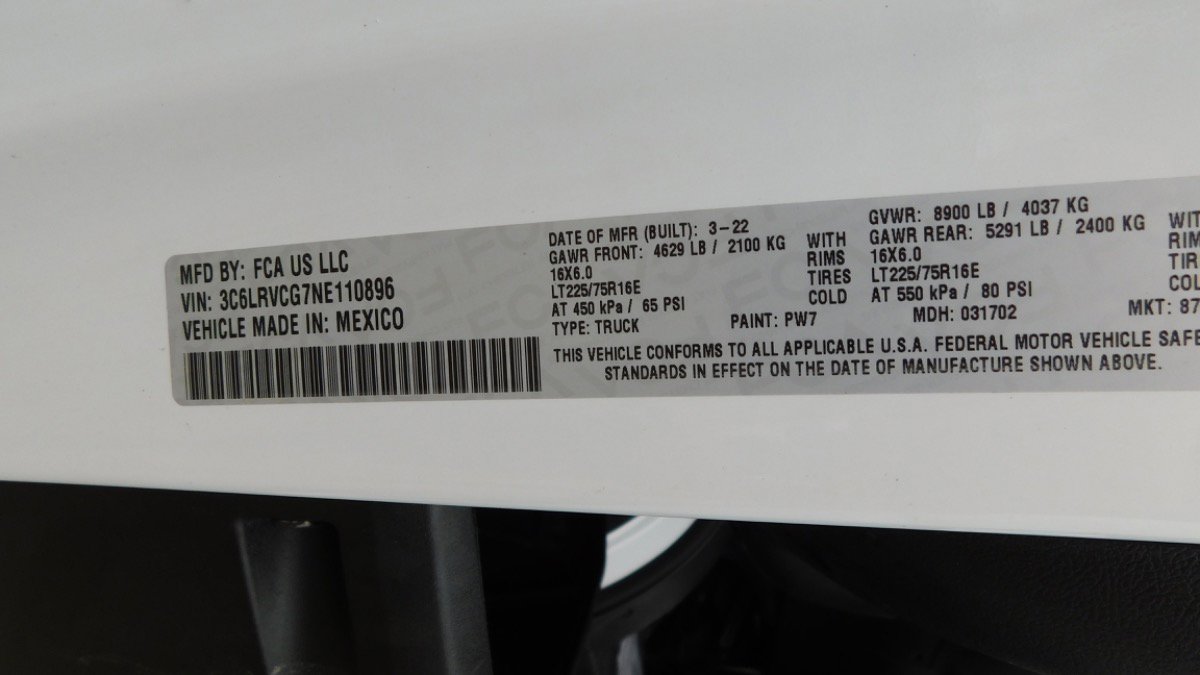 MFD BY: FCA US LLC
VIN: 3C6LRVCG7NE110896
VEHICLE MADE IN: MEXICO
DATE OF MFR (BUILT): 3-22
GAWR FRONT: 4629 LB / 2100 KG WITH
16X6.0 RIMS
LT225/75R16E TIRES
AT 450 kPa / 65 PSI COLD
TYPE: TRUCK PAINT: PW7
GVWR: 8900 LB / 4037 KG
GAWR REAR: 5291 LB / 2400 KG
16X6.0
LT225/75R16E
AT 550 kPa / 80 PSI
MDH: 031702 MKT: 87
THIS VEHICLE CONFORMS TO ALL APPLICABLE U.S.A. FEDERAL MOTOR VEHICLE SAFE
STANDARDS IN EFFECT ON THE DATE OF MANUFACTURE SHOWN ABOVE.